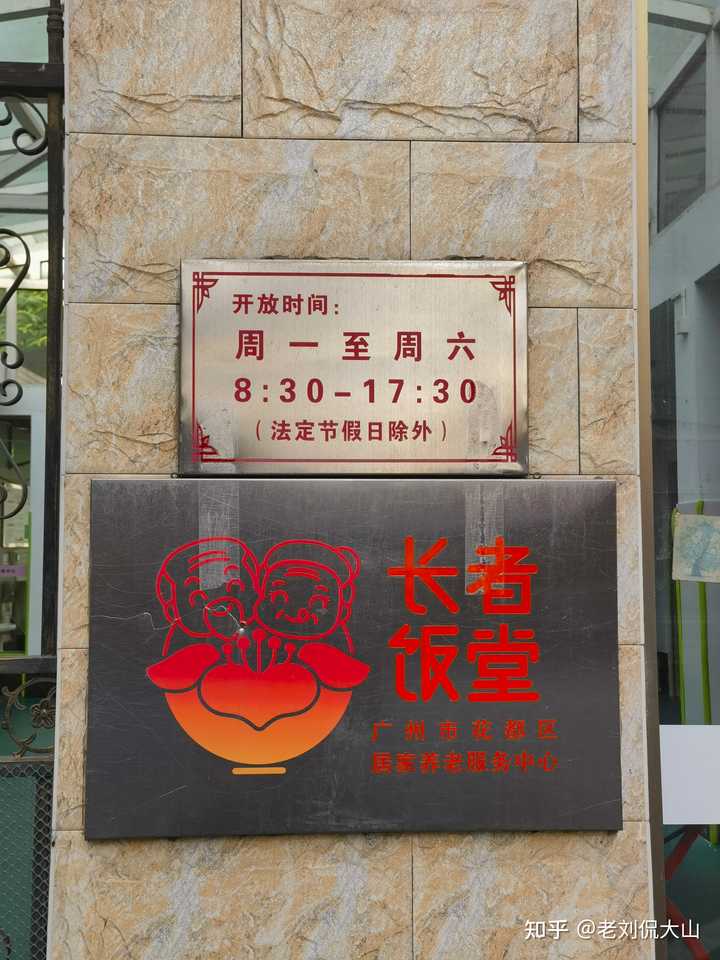 开放时间：
周一至周六
8:30-17:30
（法定节假日除外）
长者
饭堂
广州市花都区
居家养老服务中心
知乎 @老刘侃大山